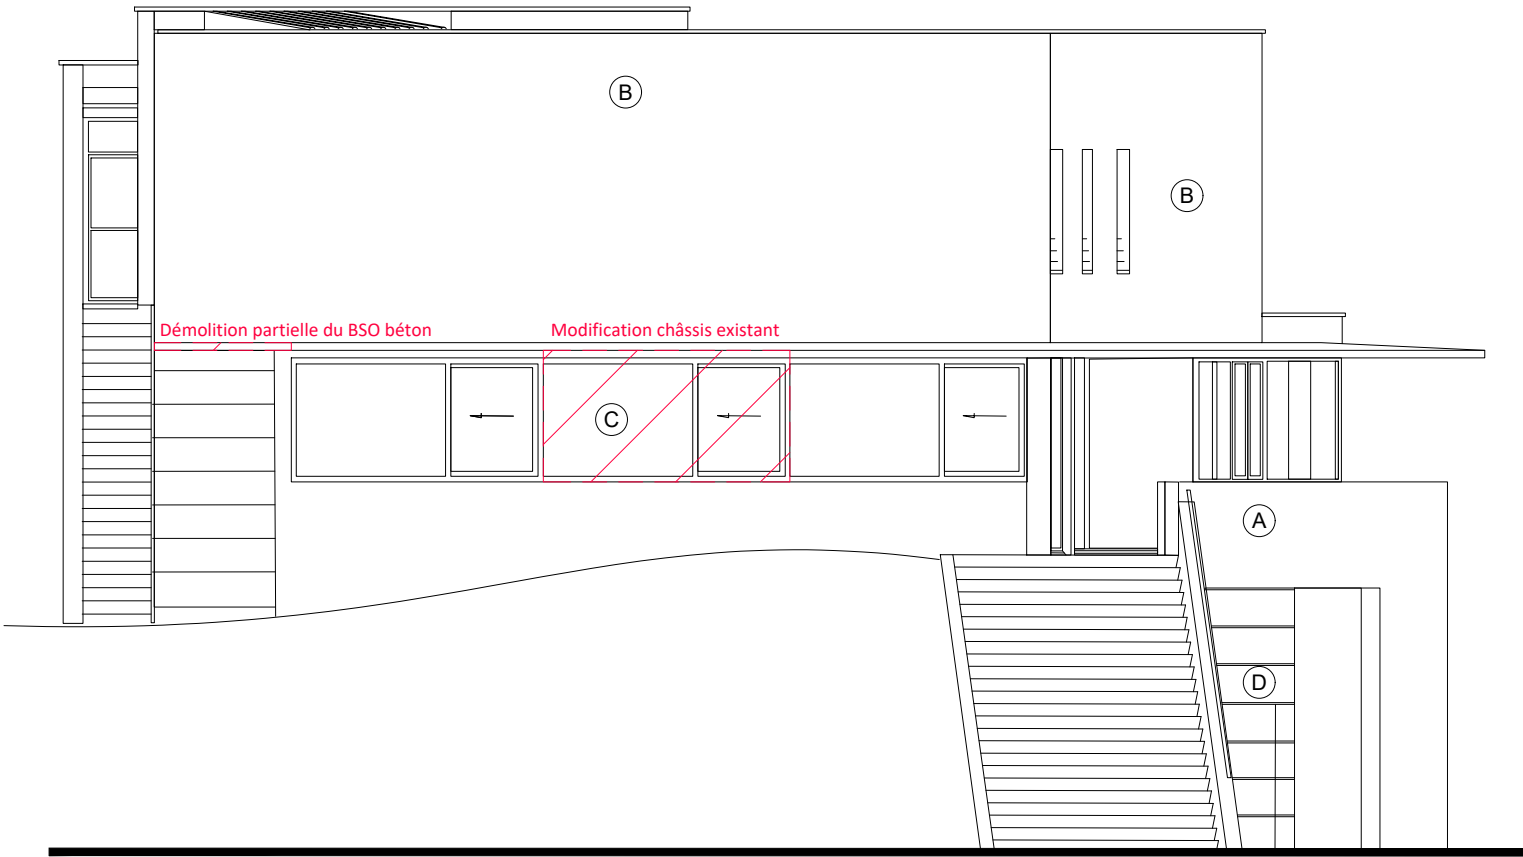 B
B
Démolition partielle du BSO béton
Modification châssis existant
C
A
D